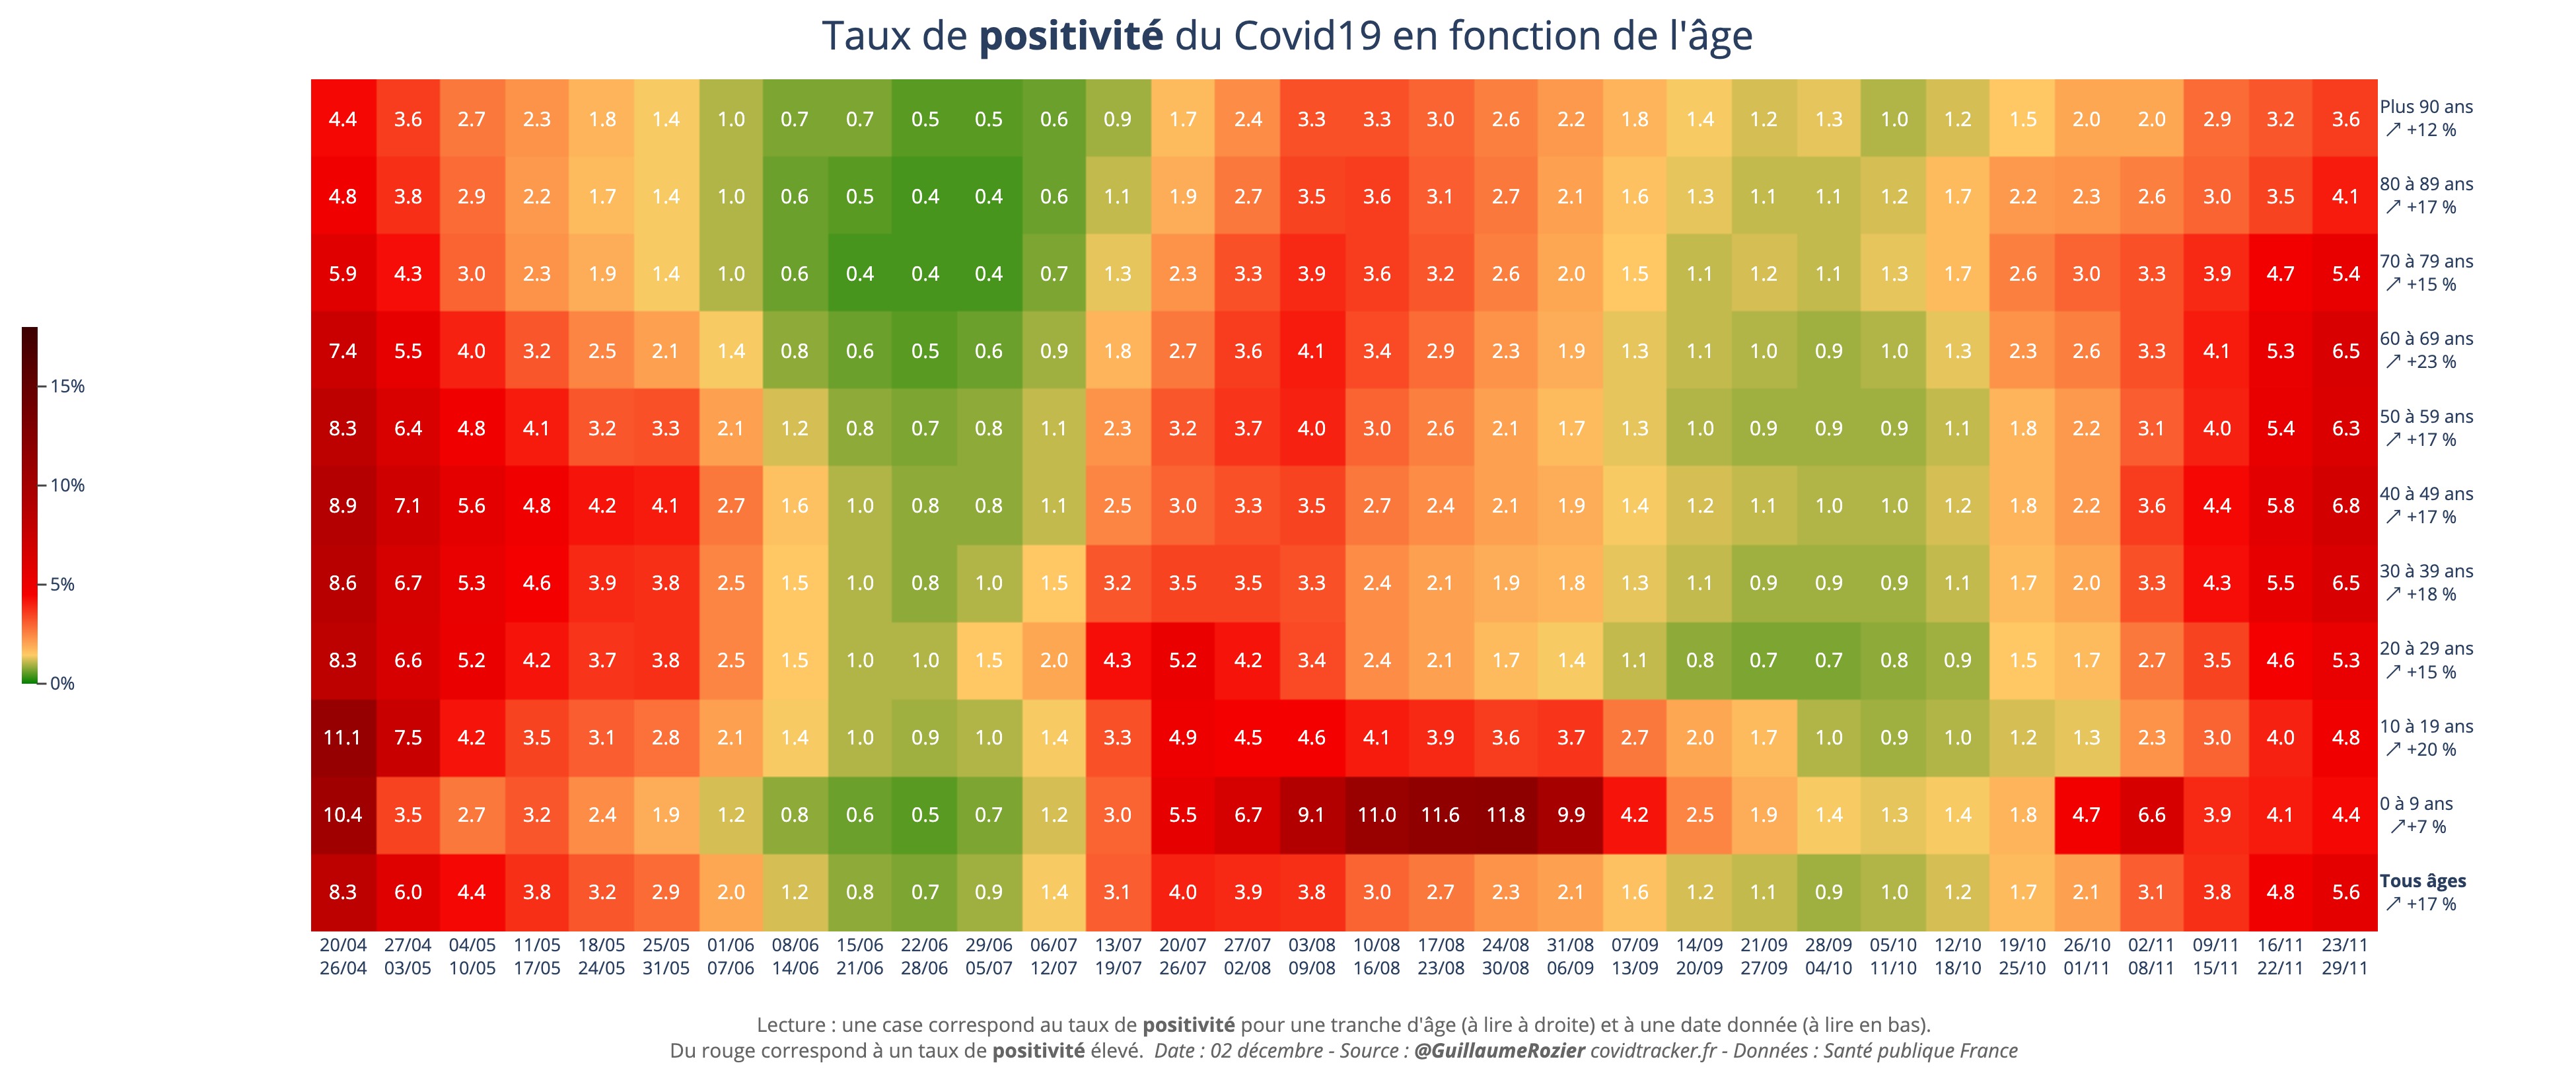 Taux de positivité du Covid19 en fonction de l'âge
15%
10%
5%
0%
4.4 3.6 2.7 2.3 1.8 1.4 1.0 0.7 0.7 0.5 0.5 0.6 0.9 1.7 2.4 3.3 3.3 3.0 2.6 2.2 1.8 1.4 1.2 1.3 1.0 1.2 1.5 2.0 2.0 2.9 3.2 3.6 Plus 90 ans
↗ +12 %
4.8 3.8 2.9 2.2 1.7 1.4 1.0 0.6 0.5 0.4 0.4 0.6 1.1 1.9 2.7 3.5 3.6 3.1 2.7 2.1 1.6 1.3 1.1 1.1 1.2 1.7 2.2 2.3 2.6 3.0 3.5 4.1 80 à 89 ans
↗ +17 %
5.9 4.3 3.0 2.3 1.9 1.4 1.0 0.6 0.4 0.4 0.4 0.7 1.3 2.3 3.3 3.9 3.6 3.2 2.6 2.0 1.5 1.1 1.2 1.1 1.3 1.7 2.6 3.0 3.3 3.9 4.7 5.4 70 à 79 ans
↗ +15 %
7.4 5.5 4.0 3.2 2.5 2.1 1.4 0.8 0.6 0.5 0.6 0.9 1.8 2.7 3.6 4.1 3.4 2.9 2.3 1.9 1.3 1.1 1.0 0.9 1.0 1.3 2.3 2.6 3.3 4.1 5.3 6.5 60 à 69 ans
↗ +23 %
8.3 6.4 4.8 4.1 3.2 3.3 2.1 1.2 0.8 0.7 0.8 1.1 2.3 3.2 3.7 4.0 3.0 2.6 2.1 1.7 1.3 1.0 0.9 0.9 0.9 1.1 1.8 2.2 3.1 4.0 5.4 6.3 50 à 59 ans
↗ +17 %
8.9 7.1 5.6 4.8 4.2 4.1 2.7 1.6 1.0 0.8 0.8 1.1 2.5 3.0 3.3 3.5 2.7 2.4 2.1 1.9 1.4 1.2 1.1 1.0 1.0 1.2 1.8 2.2 3.6 4.4 5.8 6.8 40 à 49 ans
↗ +17 %
8.6 6.7 5.3 4.6 3.9 3.8 2.5 1.5 1.0 0.8 1.0 1.5 3.2 3.5 3.5 3.3 2.4 2.1 1.9 1.8 1.3 1.1 0.9 0.9 0.9 1.1 1.7 2.0 3.3 4.3 5.5 6.5 30 à 39 ans
↗ +18 %
8.3 6.6 5.2 4.2 3.7 3.8 2.5 1.5 1.0 1.0 1.5 2.0 4.3 5.2 4.2 3.4 2.4 2.1 1.7 1.4 1.1 0.8 0.7 0.7 0.8 0.9 1.5 1.7 2.7 3.5 4.6 5.3 20 à 29 ans
↗ +15 %
11.1 7.5 4.2 3.5 3.1 2.8 2.1 1.4 1.0 0.9 1.0 1.4 3.3 4.9 4.5 4.6 4.1 3.9 3.6 3.7 2.7 2.0 1.7 1.0 0.9 1.0 1.2 1.3 2.3 3.0 4.0 4.8 10 à 19 ans
↗ +20 %
10.4 3.5 2.7 3.2 2.4 1.9 1.2 0.8 0.6 0.5 0.7 1.2 3.0 5.5 6.7 9.1 11.0 11.6 11.8 9.9 4.2 2.5 1.9 1.4 1.3 1.4 1.8 4.7 6.6 3.9 4.1 4.4 0 à 9 ans
↗+7 %
8.3 6.0 4.4 3.8 3.2 2.9 2.0 1.2 0.8 0.7 0.9 1.4 3.1 4.0 3.9 3.8 3.0 2.7 2.3 2.1 1.6 1.2 1.1 0.9 1.0 1.2 1.7 2.1 3.1 3.8 4.8 5.6 Tous âges
↗ +17 %
20/04 27/04 04/05 11/05 18/05 25/05 01/06 08/06 15/06 22/06 29/06 06/07 13/07 20/07 27/07 03/08 10/08 17/08 24/08 31/08 07/09 14/09 21/09 28/09 05/10 12/10 19/10 26/10 02/11 09/11 16/11 23/11
26/04 03/05 10/05 17/05 24/05 31/05 07/06 14/06 21/06 28/06 05/07 12/07 19/07 26/07 02/08 09/08 16/08 23/08 30/08 06/09 13/09 20/09 27/09 04/10 11/10 18/10 25/10 01/11 08/11 15/11 22/11 29/11
Lecture : une case correspond au taux de positivité pour une tranche d'âge (à lire à droite) et à une date donnée (à lire en bas).
Du rouge correspond à un taux de positivité élevé. Date : 02 décembre - Source : @GuillaumeRozier covidtracker.fr - Données : Santé publique France